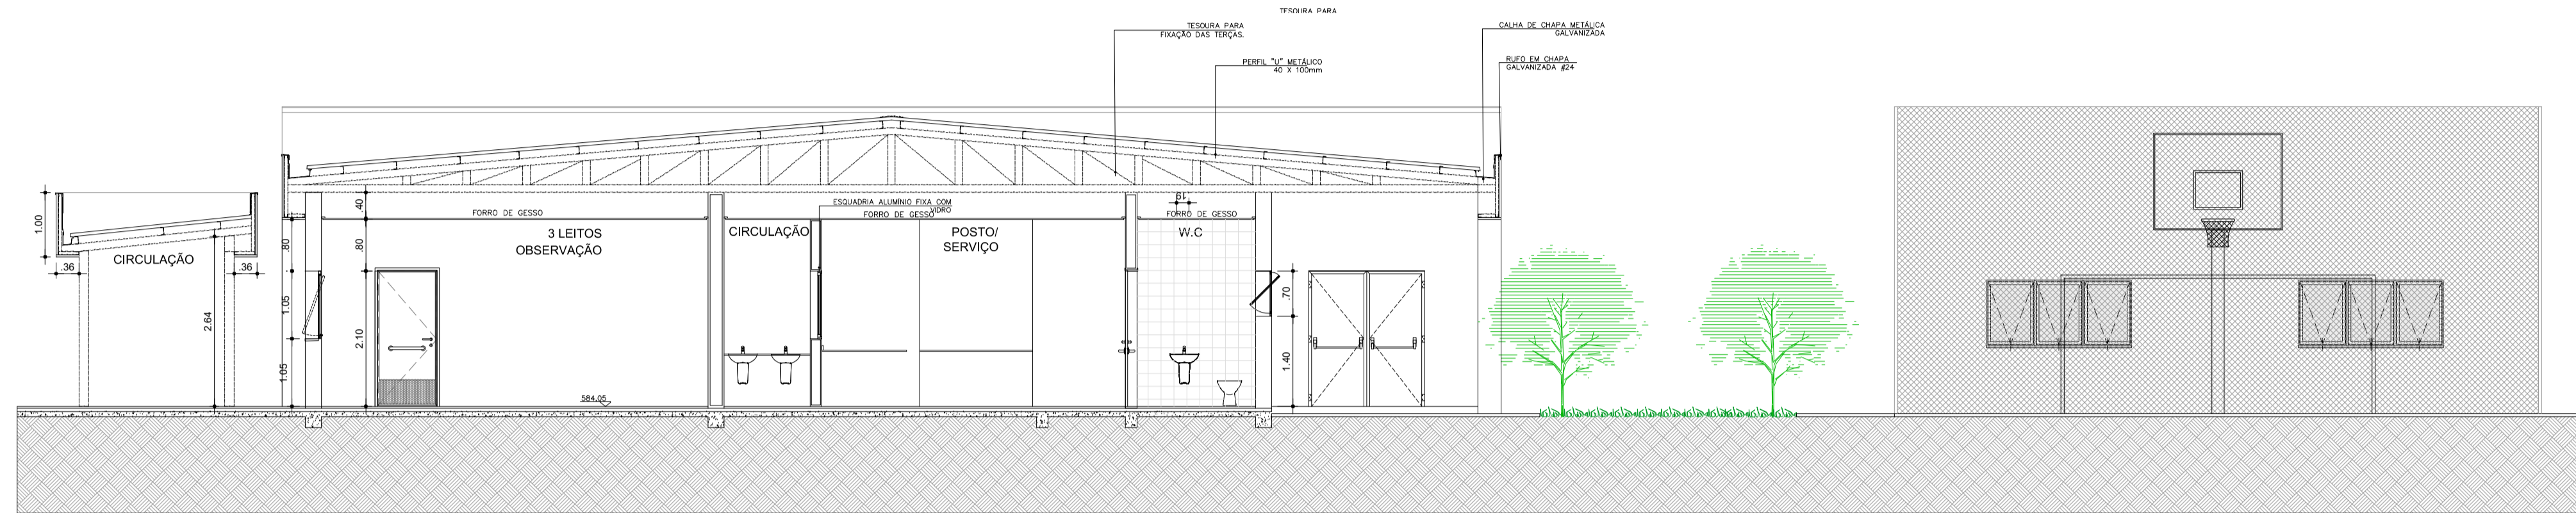 TESOURA PARA
TESOURA PARA
FIXAÇÃO DAS TERÇAS.
CALHA DE CHAPA METÁLICA
GALVANIZADA
PERFIL "U" METÁLICO
40 X 100mm
RUFO EM CHAPA
GALVANIZADA #24
1.00
.36
CIRCULAÇÃO
.36
2.64
.80
1.05
1.05
.40
.80
2.10
FORRO DE GESSO
3 LEITOS
OBSERVAÇÃO
584.05
CIRCULAÇÃO
ESQUADRIA ALUMÍNIO FIXA COM
VIDRO
FORRO DE GESSO
POSTO/
SERVIÇO
.19
FORRO DE GESSO
W.C
.70
1.40